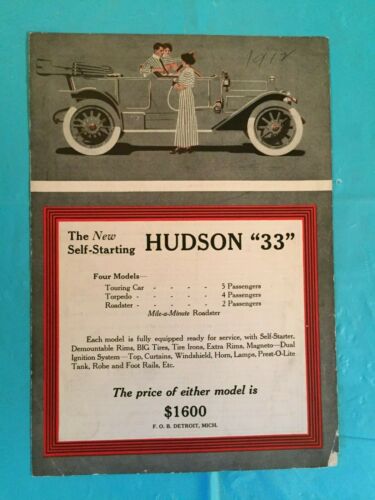 1912
The New
Self-Starting HUDSON "33"
Four Models—
Touring Car - - - - 5 Passengers
Torpedo - - - - - 4 Passengers
Roadster - - - - - 2 Passengers
Mile-a-Minute Roadster
Each model is fully equipped ready for service, with Self-Starter,
Demountable Rims, BIG Tires, Tire Irons, Extra Rims, Magneto—Dual
Ignition System—Top, Curtains, Windshield, Horn, Lamps, Prest-O-Lite
Tank, Robe and Foot Rails, Etc.
The price of either model is
$1600
F. O. B. DETROIT, MICH.